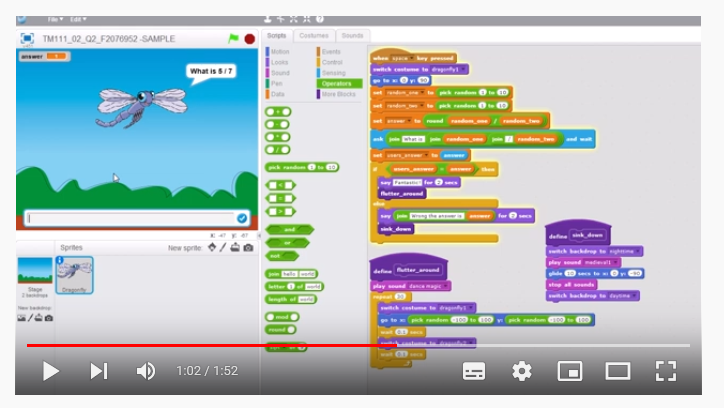 File Edit
TM111_02_Q2_F2076952 -SAMPLE
answer
What is 5 / 7
x: -47 y: -87
Sprites
New sprite:
Stage
2 backdrops
New backdrop:
Dragonfly
Scripts Costumes Sounds
Motion Events
Looks Control
Sound Sensing
Pen Operators
Data More Blocks
+
-
*
/
pick random 1 to 10
<
=
>
and
or
not
join hello world
letter 1 of world
length of world
mod
round
when space key pressed
switch costume to dragonfly1
go to x: 0 y: 90
set random_one to pick random 1 to 10
set random_two to pick random 1 to 10
set answer to round random_one / random_two
ask join What is join random_one join / random_two and wait
set users_answer to answer
if users_answer = answer then
say Fantastic! for 2 secs
flutter_around
else
say join Wrong the answer is answer for 2 secs
sink_down
define flutter_around
play sound dance magic
repeat 30
switch costume to dragonfly1
go to x: pick random -100 to 100 y: pick random -100 to 100
wait 0.1 secs
switch costume to dragonfly
wait 0.1 secs
define sink_down
switch backdrop to nighttime
play sound medieval1
glide 10 secs to x: 0 y: -90
stop all sounds
switch backdrop to daytime
1:02 / 1:52